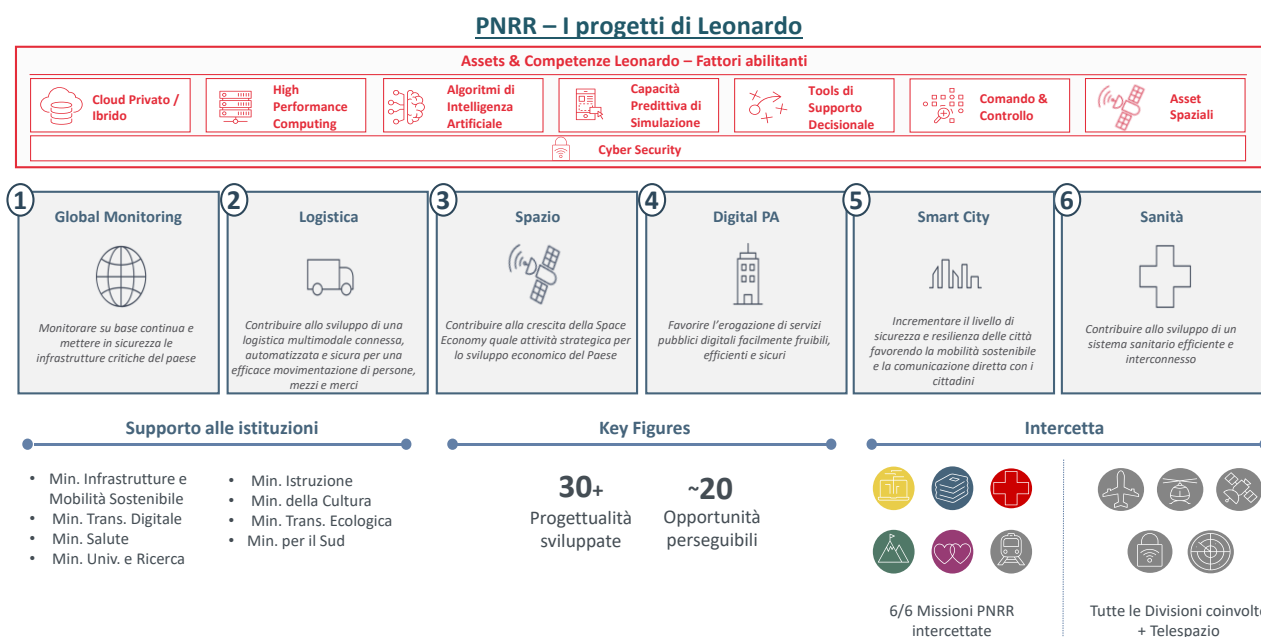 PNRR – I progetti di Leonardo
Assets & Competenze Leonardo – Fattori abilitanti
Cloud Privato /
Ibrido
High
Performance
Computing
Algoritmi di
Intelligenza
Artificiale
Capacità
Predittiva di
Simulazione
Tools di
Supporto
Decisionale
Comando &
Controllo
Asset
Spaziali
Cyber Security
1
Global Monitoring
Monitorare su base continua e
mettere in sicurezza le
infrastrutture critiche del paese
2
Logistica
Contribuire allo sviluppo di una
logistica multimodale connessa,
automatizzata e sicura per una
efficace movimentazione di persone,
mezzi e merci
3
Spazio
Contribuire alla crescita della Space
Economy quale attività strategica per
lo sviluppo economico del Paese
4
Digital PA
Favorire l'erogazione di servizi
pubblici digitali facilmente fruibili,
efficienti e sicuri
5
Smart City
Incrementare il livello di
sicurezza e resilienza delle città
favorendo la mobilità sostenibile
e la comunicazione diretta con i
cittadini
6
Sanità
Contribuire allo sviluppo di un
sistema sanitario efficiente e
interconnesso
Supporto alle istituzioni
• Min. Infrastrutture e
Mobilità Sostenibile
• Min. Trans. Digitale
• Min. Salute
• Min. Univ. e Ricerca
• Min. Istruzione
• Min. della Cultura
• Min. Trans. Ecologica
• Min. per il Sud
Key Figures
30+
Progettualità
sviluppate
~20
Opportunità
perseguibili
Intercetta
6/6 Missioni PNRR
intercettate
Tutte le Divisioni coinvolte
+ Telespazio